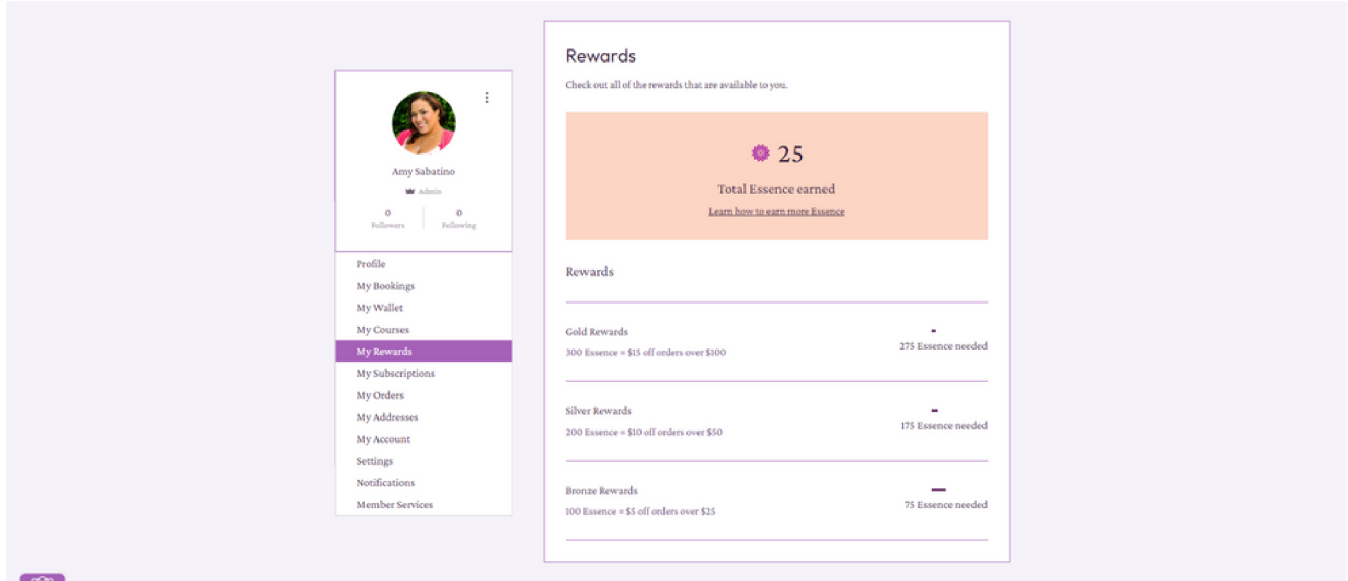 Amy Sabatino
Admin
0
Followers
0
Following
Profile
My Bookings
My Wallet
My Courses
My Rewards
My Subscriptions
My Orders
My Addresses
My Account
Settings
Notifications
Member Services
Rewards
Check out all of the rewards that are available to you.
25
Total Essence earned
Learn how to earn more Essence
Rewards
Gold Rewards
300 Essence = $15 off orders over $100
275 Essence needed
Silver Rewards
200 Essence = $10 off orders over $50
175 Essence needed
Bronze Rewards
100 Essence = $5 off orders over $25
75 Essence needed